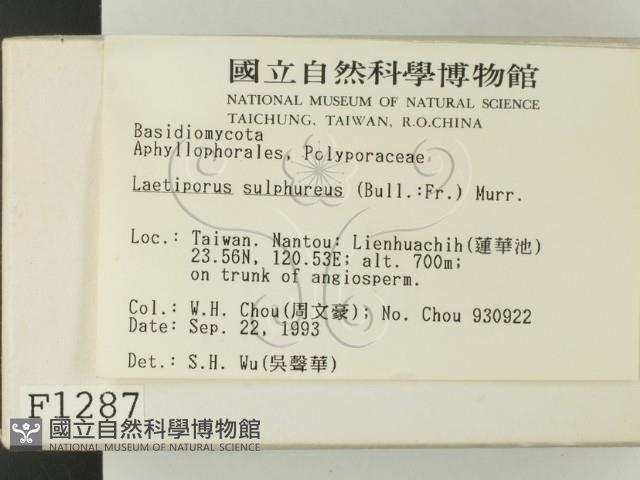 國立自然科學博物館
NATIONAL MUSEUM OF NATURAL SCIENCE
TAICHUNG, TAIWAN, R.O.CHINA
Basidiomycota
Aphyllophorales, Polyporaceae
Laetiporus sulphureus (Bull.:Fr.) Murr.
Loc.: Taiwan. Nantou: Lienhuachih(蓮華池)
23.56N, 120.53E; alt. 700m;
on trunk of angiosperm.
Col.: W.H. Chou(周文豪); No. Chou 930922
Date: Sep. 22, 1993
Det.: S.H. Wu(吳聲華)
F1287
國立自然科學博物館
NATIONAL MUSEUM OF NATURAL SCIENCE